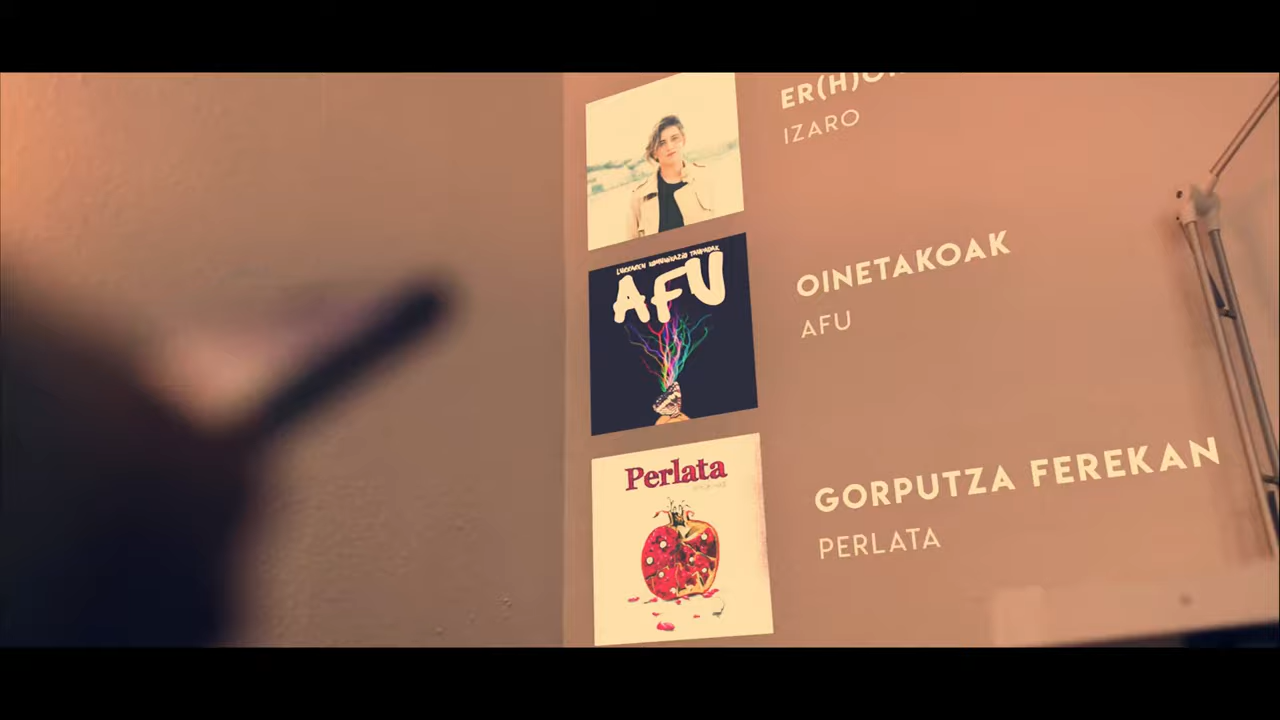 IZARO
AFU
OINETAKOAK
AFU
Perlata
GORPUTZA FEREKAN
PERLATA